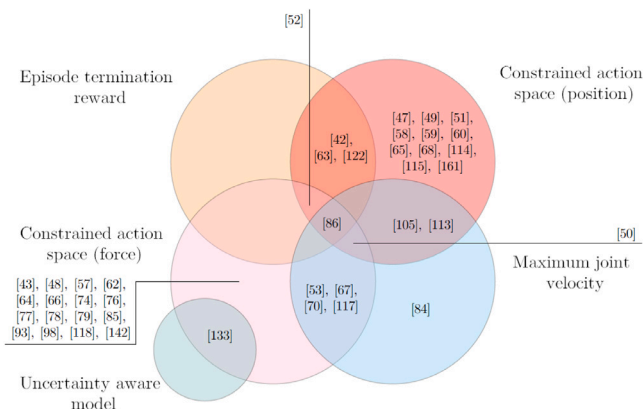 [52]
Episode termination
reward
Constrained action
space (position)
[47], [49], [51],
[58], [59], [60],
[65], [68], [114],
[115], [161]
[42],
[63], [122]
[86]
[105], [113]
[50]
Constrained action
space (force)
Maximum joint
velocity
[43], [48], [57], [62],
[64], [66], [74], [76],
[77], [78], [79], [85],
[93], [98], [118], [142]
[53], [67],
[70], [117]
[84]
[133]
Uncertainty aware
model